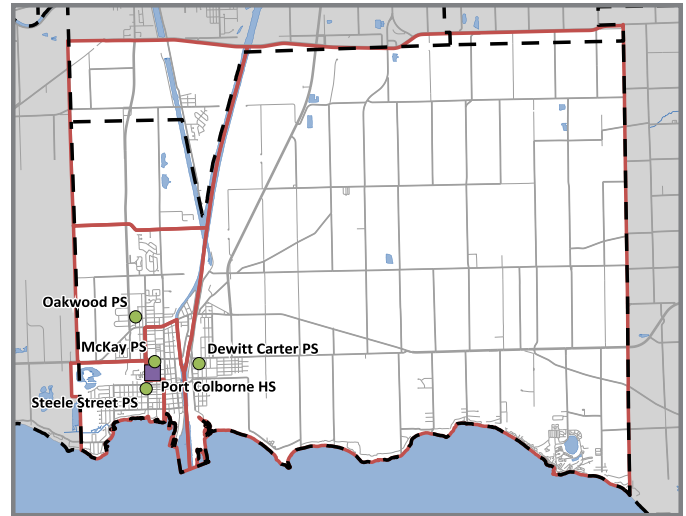 Oakwood PS
McKay PS
Dewitt Carter PS
Port Colborne HS
Steele Street PS